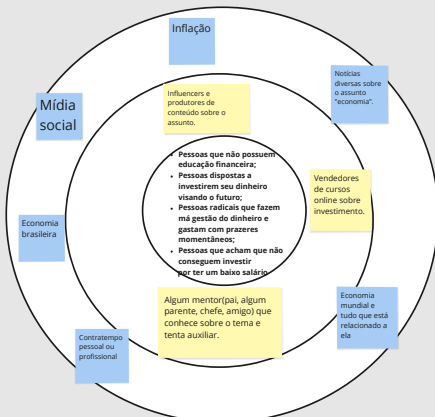 Inflação
Notícias
diversas sobre
o assunto
"economia".
Mídia
social
Influencers e
produtores de
conteúdo sobre o
assunto.
• Pessoas que não possuem
educação financeira;
• Pessoas dispostas a
investirem seu dinheiro
visando o futuro;
• Pessoas radicais que fazem
má gestão do dinheiro e
gastam com prazeres
momentâneos;
• Pessoas que acham que não
conseguem investir
por ter um baixo salário
Vendedores
de cursos
online sobre
investimento.
Economia
brasileira
Algum mentor(pai, algum
parente, chefe, amigo) que
conhece sobre o tema e
tenta auxiliar.
Economia
mundial e
tudo que está
relacionado a
ela
Contratempo
pessoal ou
profissional